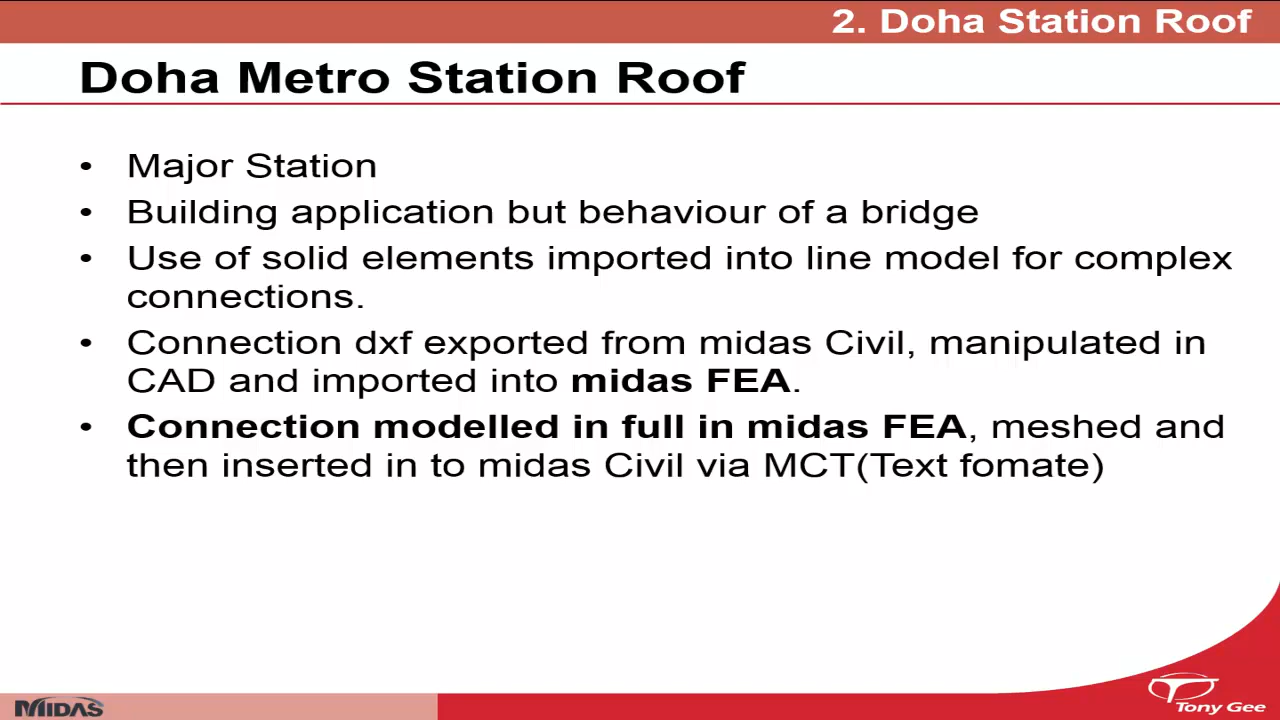 2. Doha Station Roof
Doha Metro Station Roof
• Major Station
• Building application but behaviour of a bridge
• Use of solid elements imported into line model for complex
connections.
• Connection dxf exported from midas Civil, manipulated in
CAD and imported into midas FEA.
• Connection modelled in full in midas FEA, meshed and
then inserted in to midas Civil via MCT(Text fomate)
MIDAS
Tony Gee